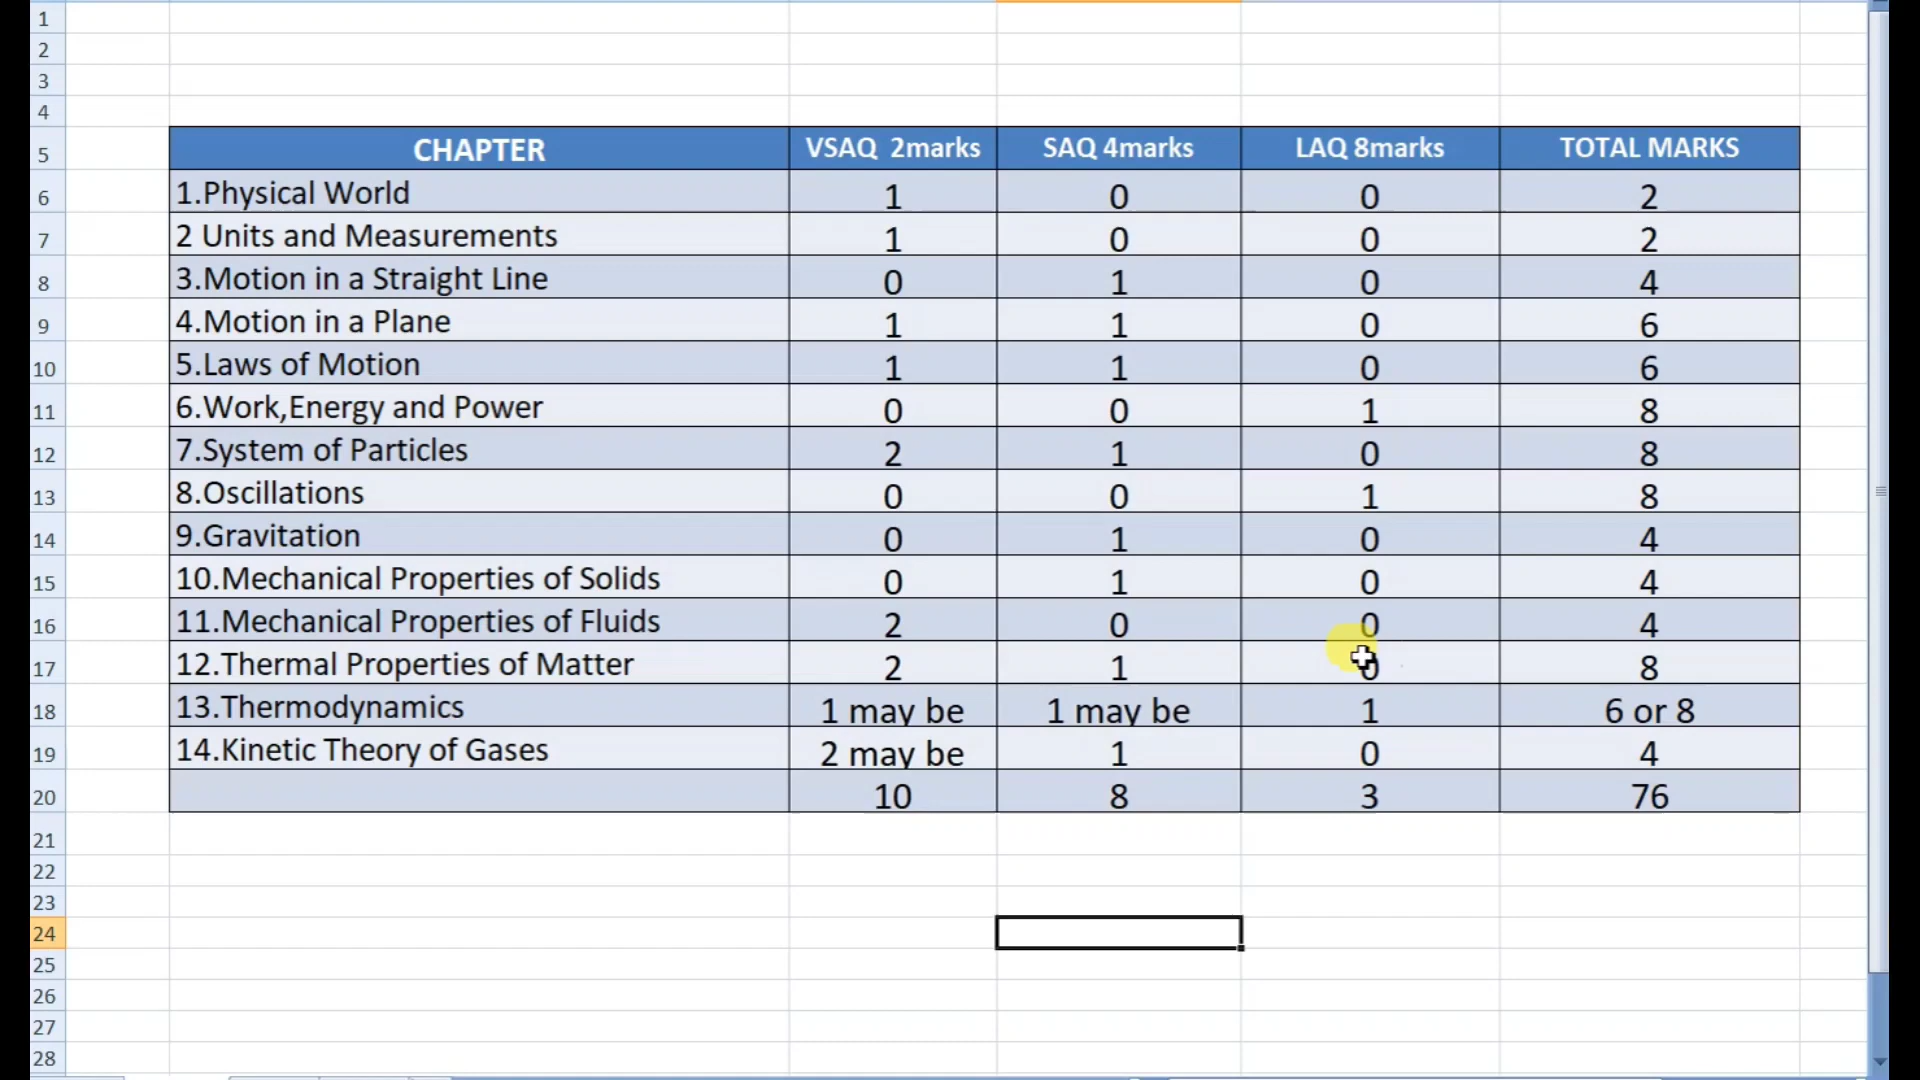 1
2
3
4
5 CHAPTER VSAQ 2marks SAQ 4marks LAQ 8marks TOTAL MARKS
6 1.Physical World 1 0 0 2
7 2 Units and Measurements 1 0 0 2
8 3.Motion in a Straight Line 0 1 0 4
9 4.Motion in a Plane 1 1 0 6
10 5.Laws of Motion 1 1 0 6
11 6.Work,Energy and Power 0 0 1 8
12 7.System of Particles 2 1 0 8
13 8.Oscillations 0 0 1 8
14 9.Gravitation 0 1 0 4
15 10.Mechanical Properties of Solids 0 1 0 4
16 11.Mechanical Properties of Fluids 2 0 0 4
17 12.Thermal Properties of Matter 2 1 0 8
18 13.Thermodynamics 1 may be 1 may be 1 6 or 8
19 14.Kinetic Theory of Gases 2 may be 1 0 4
20 10 8 3 76
21
22
23
24
25
26
27
28